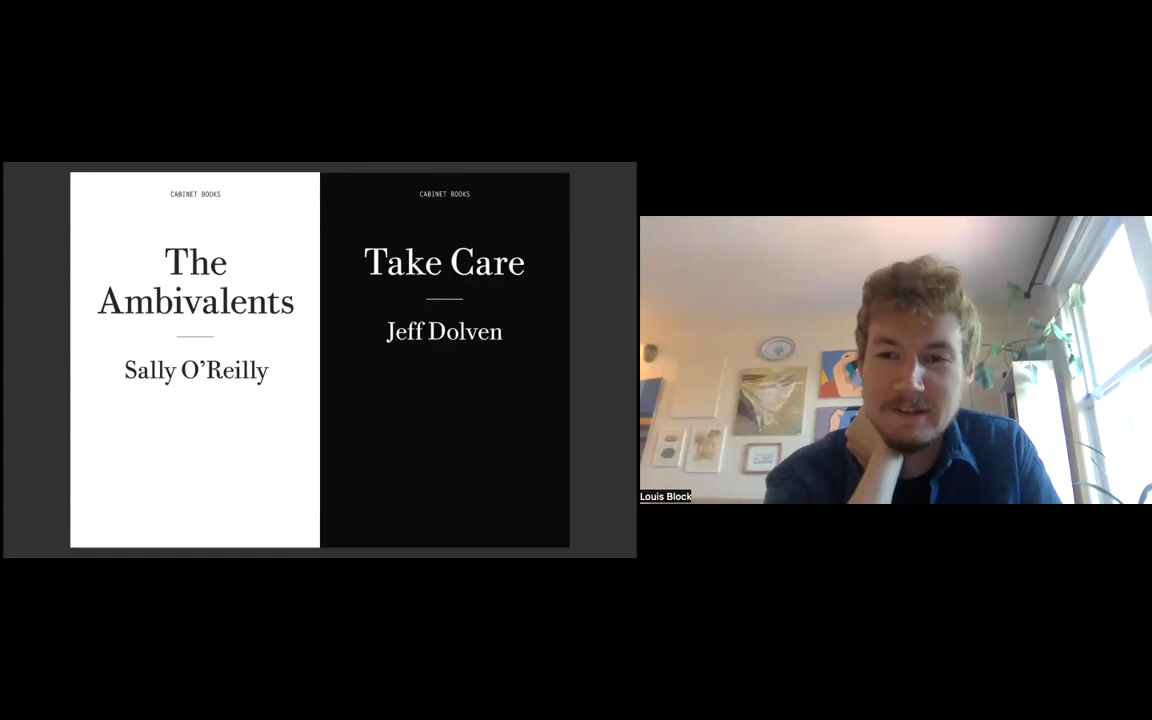 CABINET BOOKS
The
Ambivalents
Sally O’Reilly
CABINET BOOKS
Take Care
Jeff Dolven
Louis Block